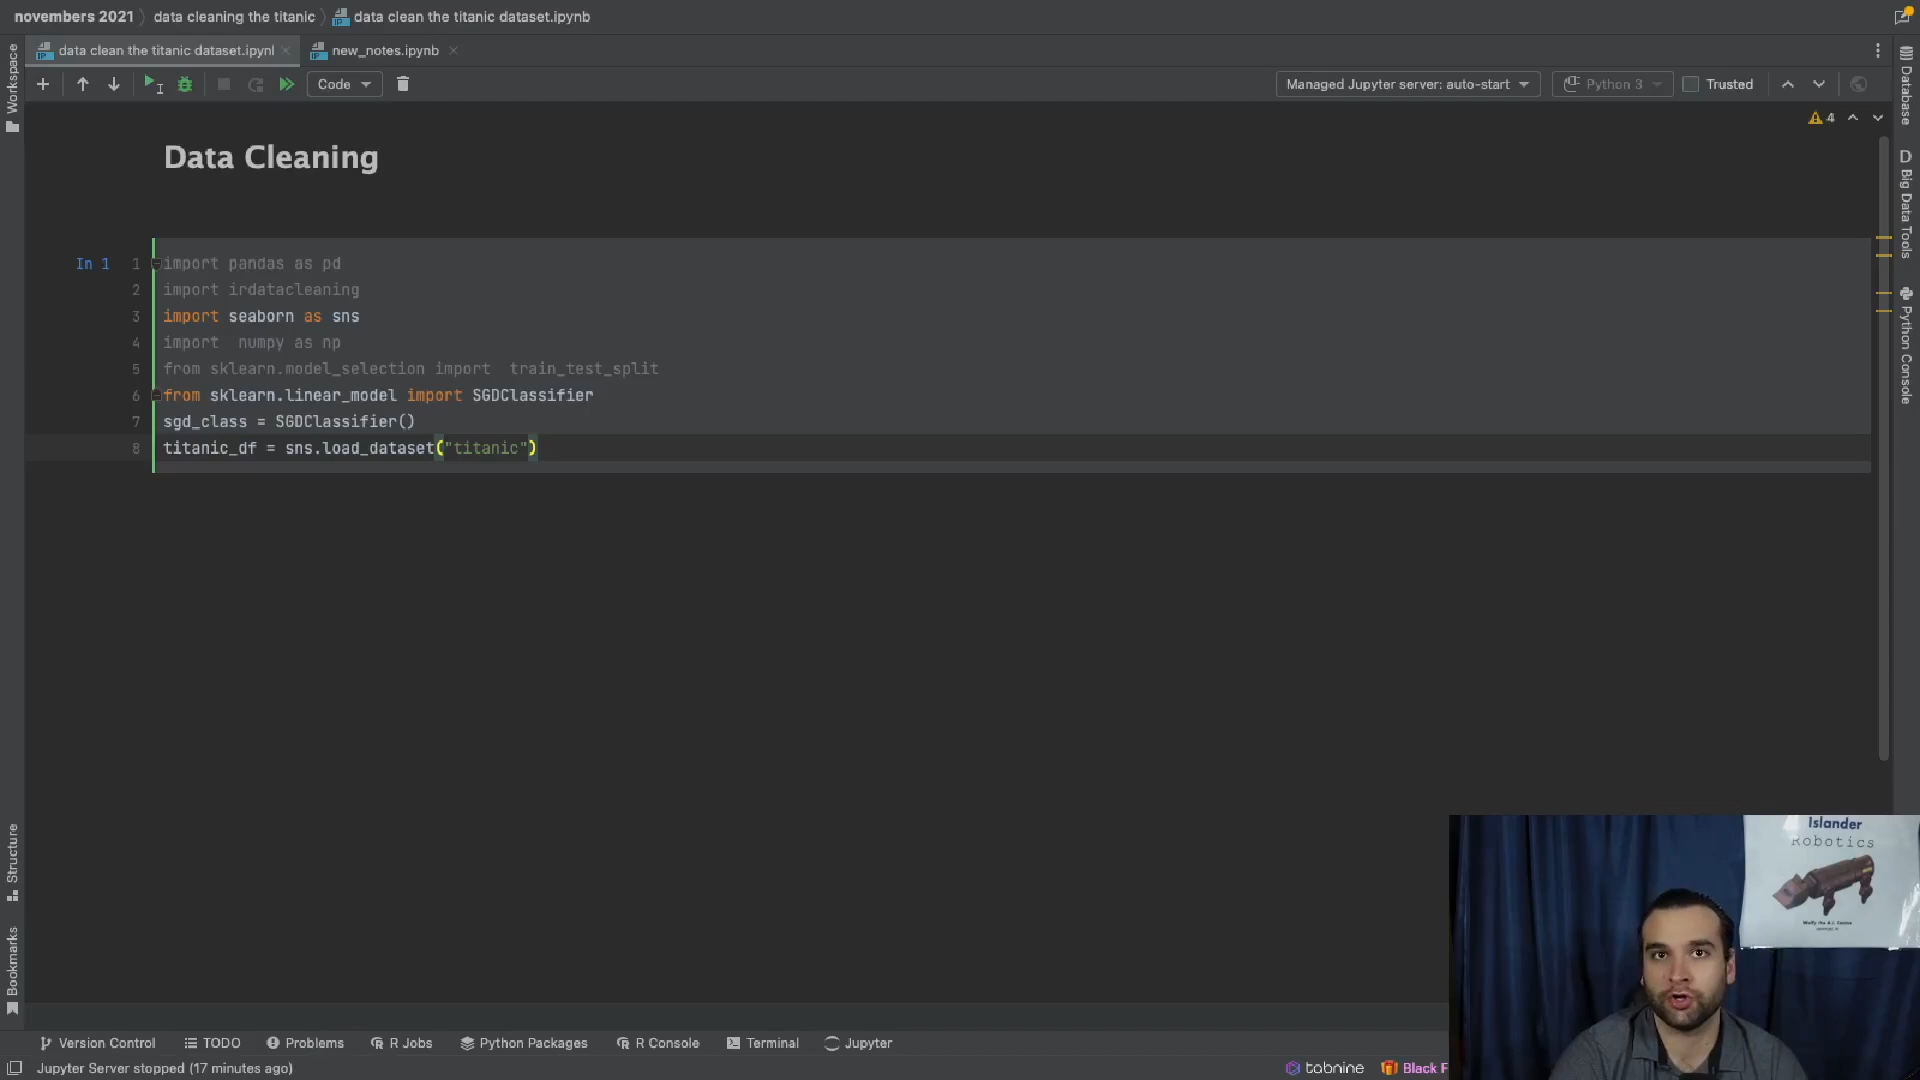 novembers 2021 data cleaning the titanic data clean the titanic dataset.ipynb
data clean the titanic dataset.ipynl new_notes.ipynb
Code Managed Jupyter server: auto-start Python 3 Trusted
4
Data Cleaning
In 1
1 import pandas as pd
2 import irdatacleaning
3 import seaborn as sns
4 import  numpy as np
5 from sklearn.model_selection import  train_test_split
6 from sklearn.linear_model import SGDClassifier
7 sgd_class = SGDClassifier()
8 titanic_df = sns.load_dataset("titanic")
Workspace
Structure
Bookmarks
Database
D Big Data Tools
Python Console
Islander
Robotics
Version Control TODO Problems R Jobs Python Packages R Console Terminal Jupyter
Jupyter Server stopped (17 minutes ago) tabnine Black F